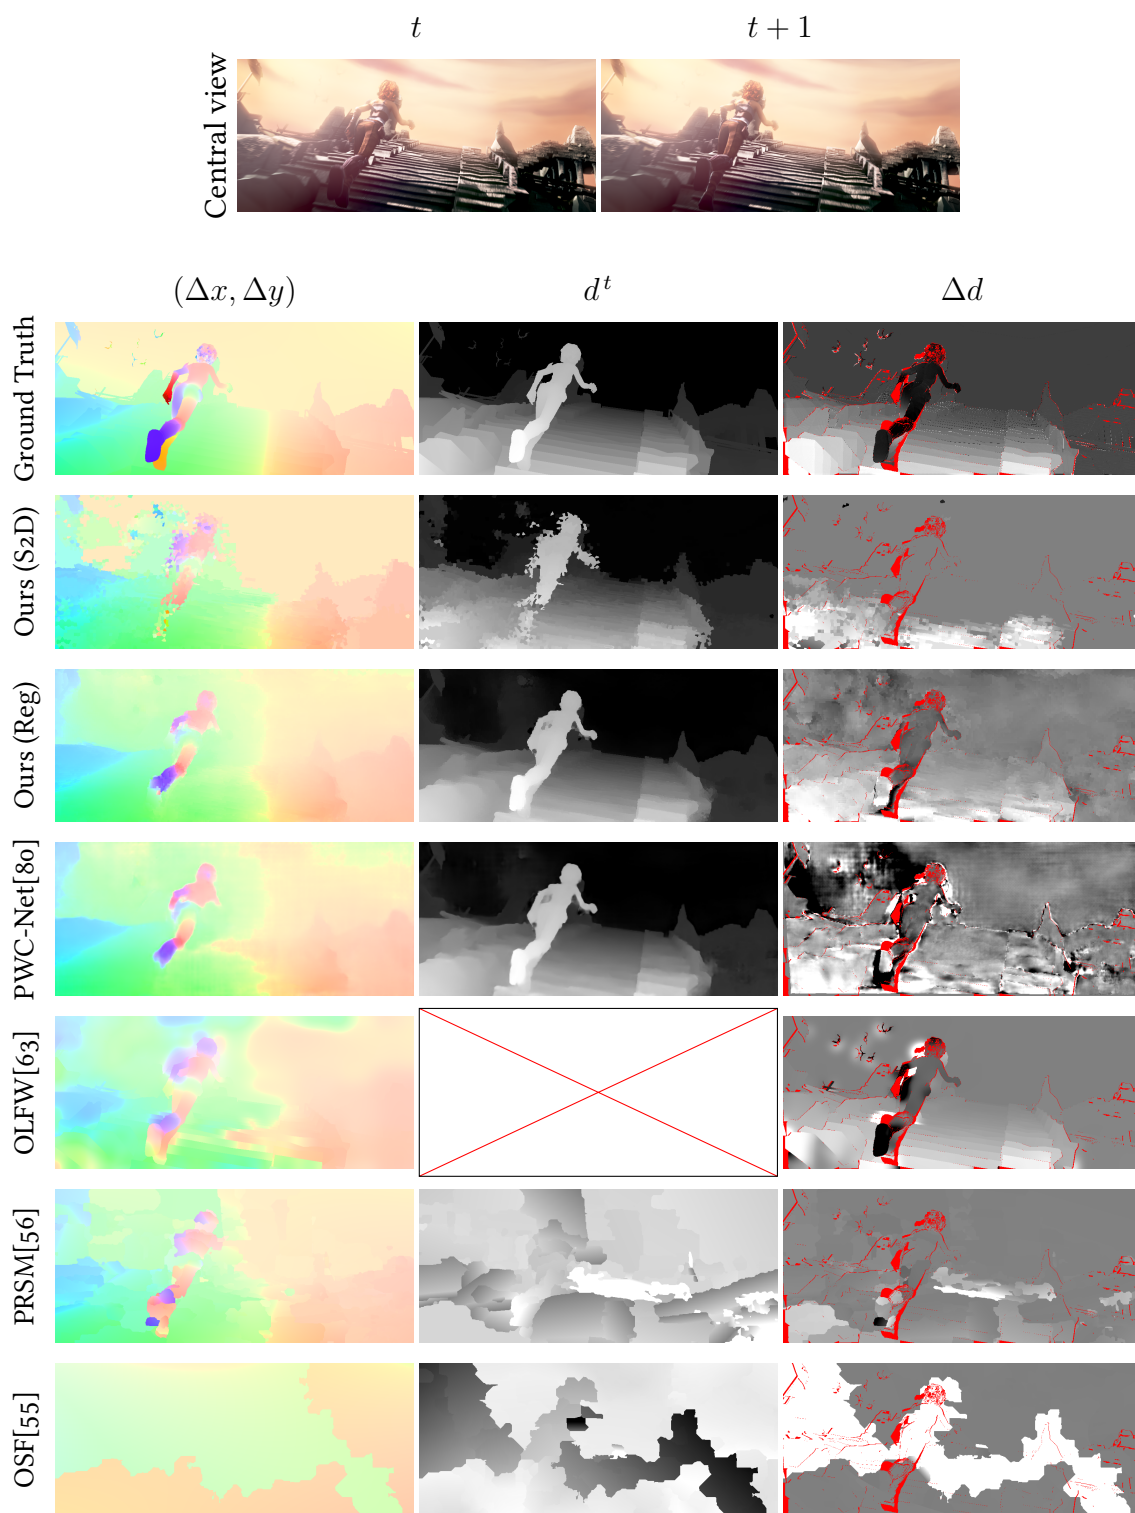 t t + 1
Central view
(Δx, Δy) d^t Δd
Ground Truth
Ours (S2D)
Ours (Reg)
PWC-Net[80]
OLFW[63]
PRSM[56]
OSF[55]